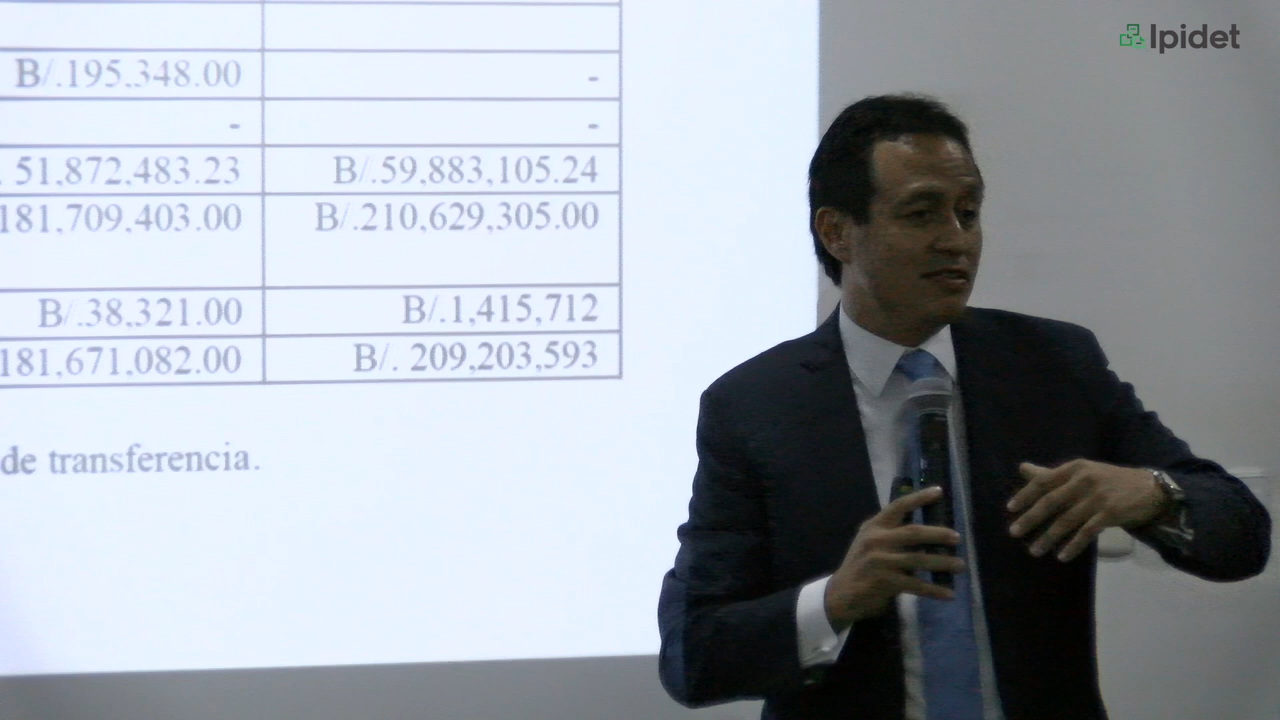 Ipidet
B/.195,348.00 -
- -
51,872,483.23 B/.59,883,105.24
181,709,403.00 B/.210,629,305.00
B/.38,321.00 B/.1,415,712
181,671,082.00 B/. 209,203,593
de transferencia.